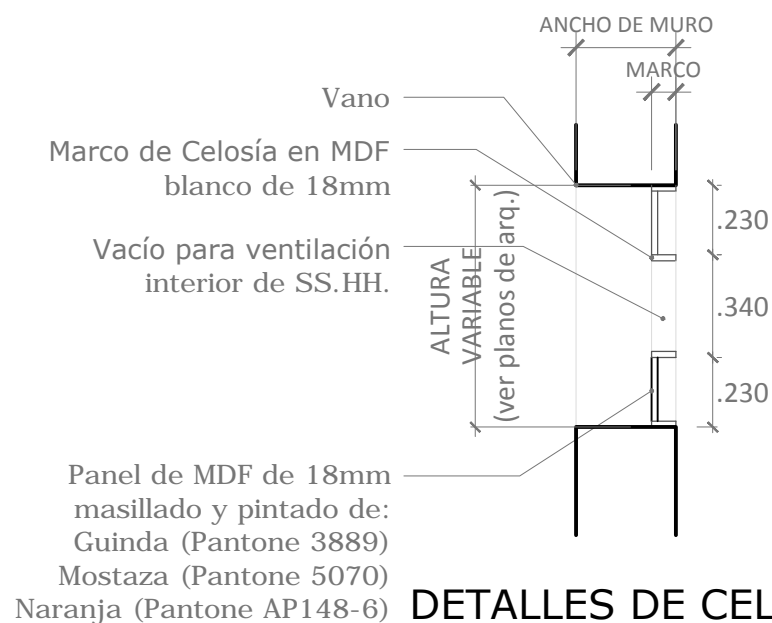 ANCHO DE MURO
MARCO
Vano
Marco de Celosía en MDF
blanco de 18mm
Vacío para ventilación
interior de SS.HH.
ALTURA
VARIABLE
(ver planos de arq.)
.230
.340
.230
Panel de MDF de 18mm
masillado y pintado de:
Guinda (Pantone 3889)
Mostaza (Pantone 5070)
Naranja (Pantone AP148-6)
DETALLES DE CEL